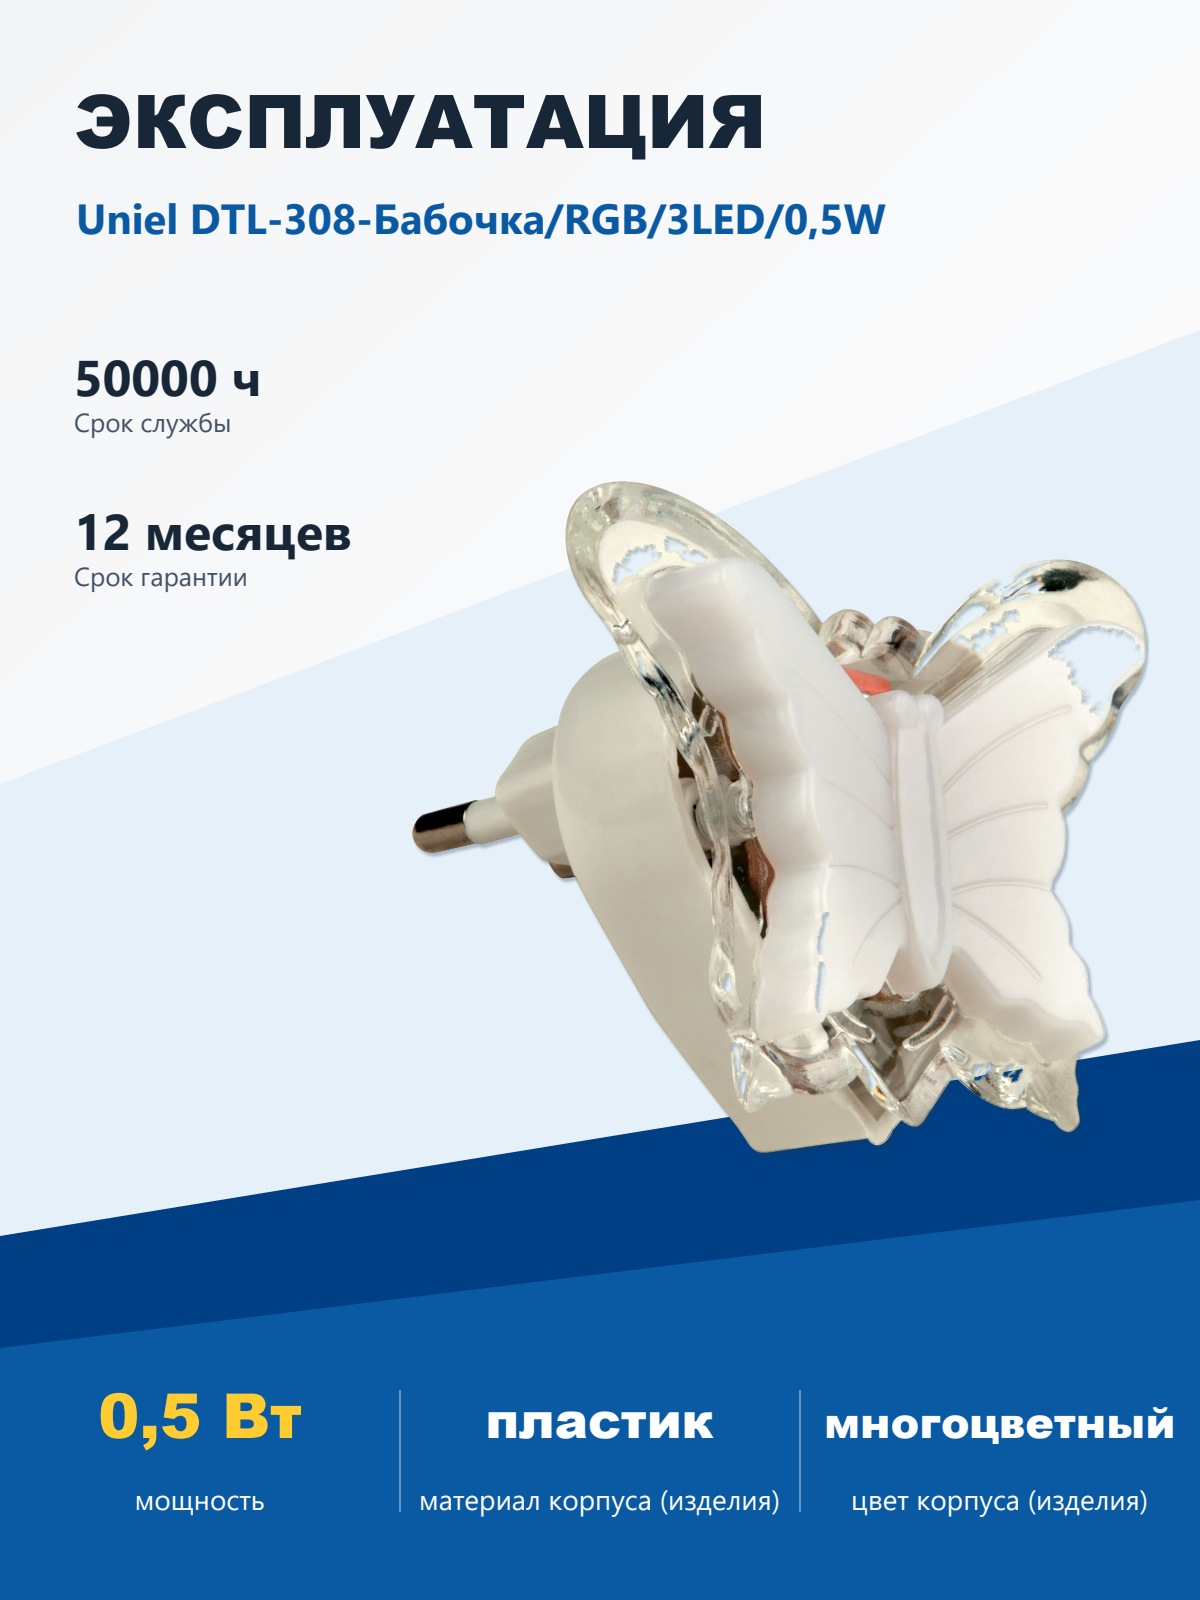 ЭКСПЛУАТАЦИЯ
Uniel DTL-308-Бабочка/RGB/3LED/0,5W
50000 ч
Срок службы
12 месяцев
Срок гарантии
0,5 Вт
мощность
пластик
материал корпуса (изделия)
многоцветный
цвет корпуса (изделия)